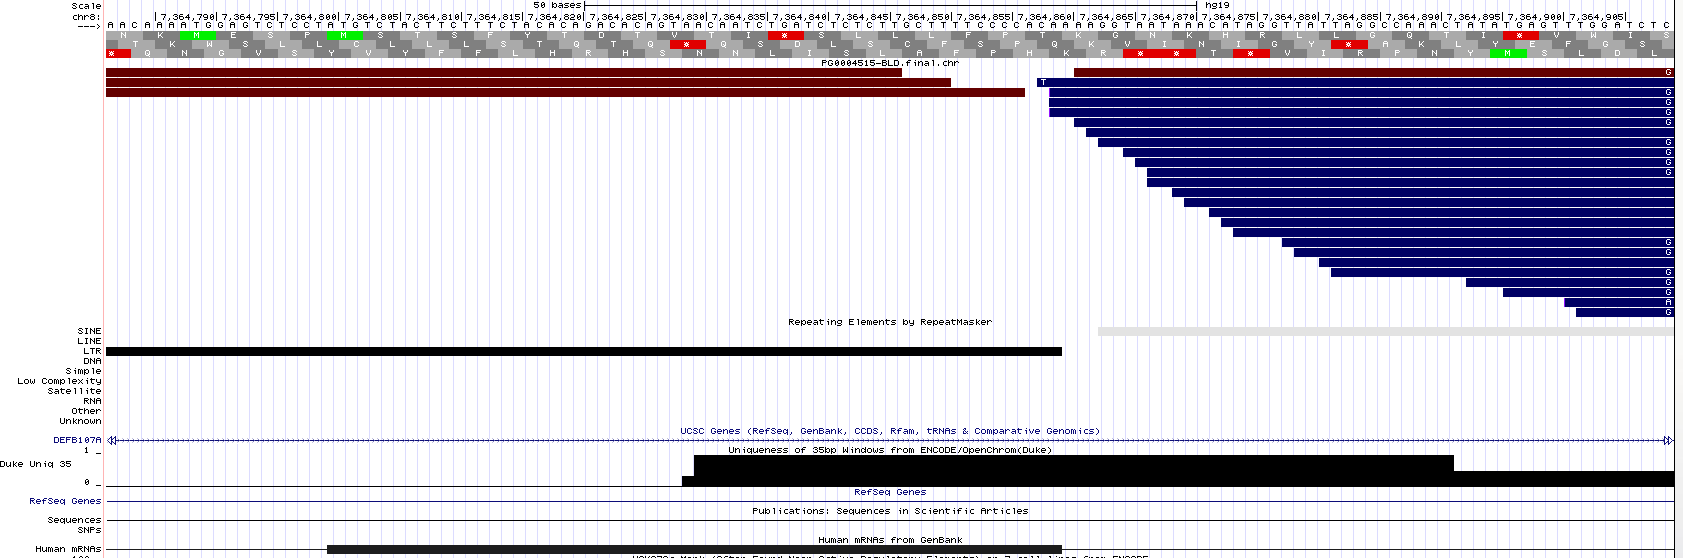 Scale 50 bases hg19
chr8: 7,364,790 7,364,795 7,364,800 7,364,805 7,364,810 7,364,815 7,364,820 7,364,825 7,364,830 7,364,835 7,364,840 7,364,845 7,364,850 7,364,855 7,364,860 7,364,865 7,364,870 7,364,875 7,364,880 7,364,885 7,364,890 7,364,895 7,364,900 7,364,905
---> A A C A A A A T G G A G T C T C C T A T G T C T A C T T C T T T C T A T A C A G A C A C A G T A A C A A T C T G A T C T C T C T T G C T T T T C C C C A C A A A A G G T A A T A A A C A T A G G T T A T T A G G C C A A A C T A T A T G A G T T T G G A T C T C
N K M E S P M S T S F Y T D T V T I * S L L L F P T K G N K H R L L G Q T I * V W I S
T K W S L L C L L L S T Q T Q * Q S D L S C F S P Q K V I N I G Y * A K L Y E F G S
* Q N G V S Y V Y F F L H R H S N N L I S L A F P H K R * * T * V I R P N Y M S L D L
PG0004515-BLD.final.chr
G
T
G
G
G
G
G
G
G
G
G
G
G
G
G
A
G
Repeating Elements by RepeatMasker
SINE
LINE
LTR
DNA
Simple
Low Complexity
Satellite
RNA
Other
Unknown
UCSC Genes (RefSeq, GenBank, CCDS, Rfam, tRNAs & Comparative Genomics)
DEFB107A
Uniqueness of 35bp Windows from ENCODE/OpenChrom(Duke)
1 _
Duke Uniq 35
0 _
RefSeq Genes
RefSeq Genes
Publications: Sequences in Scientific Articles
Sequences
SNPs
Human mRNAs from GenBank
Human mRNAs